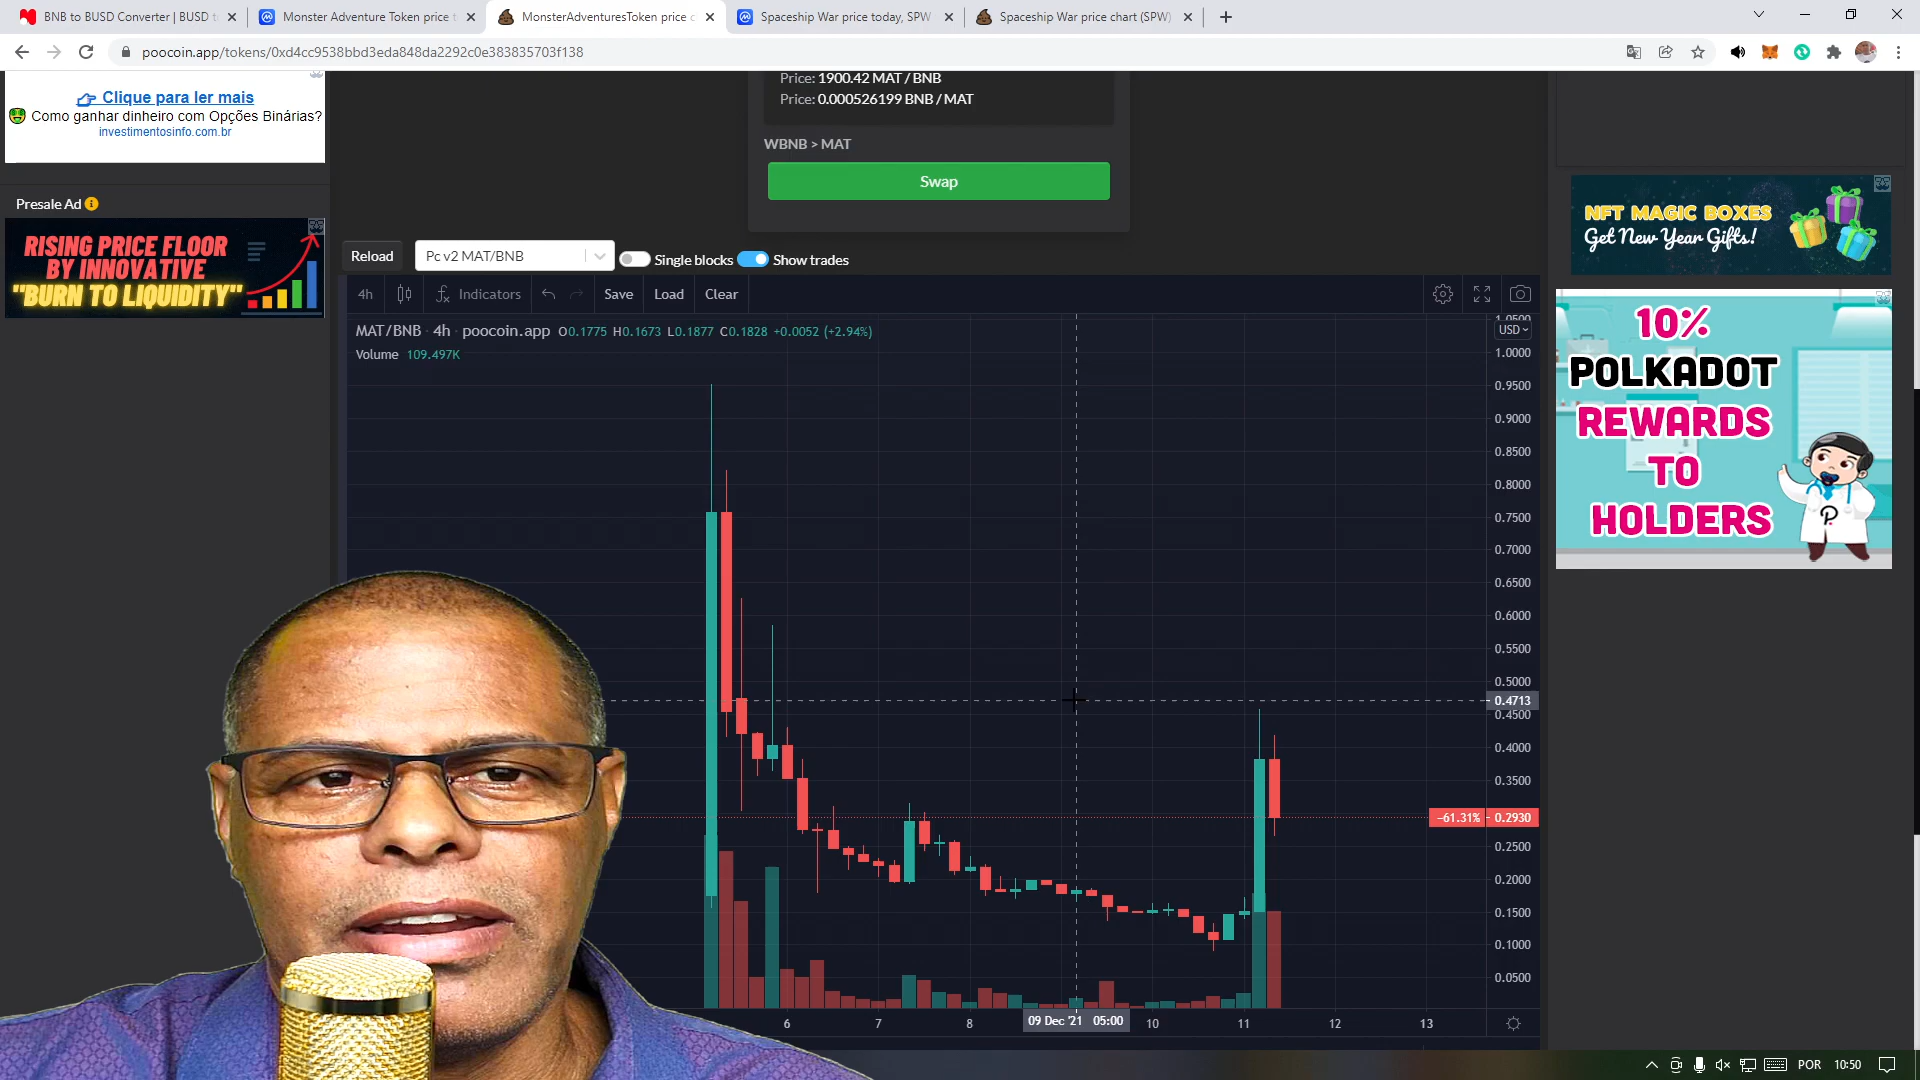 BNB to BUSD Converter | BUSD t
Monster Adventure Token price t
MonsterAdventuresToken price c
Spaceship War price today, SPW
Spaceship War price chart (SPW)
poocoin.app/tokens/0xd4cc9538bbd3eda848da2292c0e383835703f138
Clique para ler mais
Como ganhar dinheiro com Opções Binárias?
investimentosinfo.com.br
Presale Ad
RISING PRICE FLOOR
BY INNOVATIVE
"BURN TO LIQUIDITY"
Price: 1900.42 MAT / BNB
Price: 0.000526199 BNB / MAT
WBNB > MAT
Swap
Reload
Pc v2 MAT/BNB
Single blocks
Show trades
4h
Indicators
Save
Load
Clear
MAT/BNB · 4h · poocoin.app O0.1775 H0.1673 L0.1877 C0.1828 +0.0052 (+2.94%)
Volume 109.497K
1.0500
USD
1.0000
0.9500
0.9000
0.8500
0.8000
0.7500
0.7000
0.6500
0.6000
0.5500
0.5000
0.4713
0.4500
0.4000
0.3500
−61.31% 0.2930
0.2500
0.2000
0.1500
0.1000
0.0500
6 7 8 09 Dec '21 05:00 10 11 12 13
NFT MAGIC BOXES
Get New Year Gifts!
10%
POLKADOT
REWARDS
TO
HOLDERS
P
POR 10:50